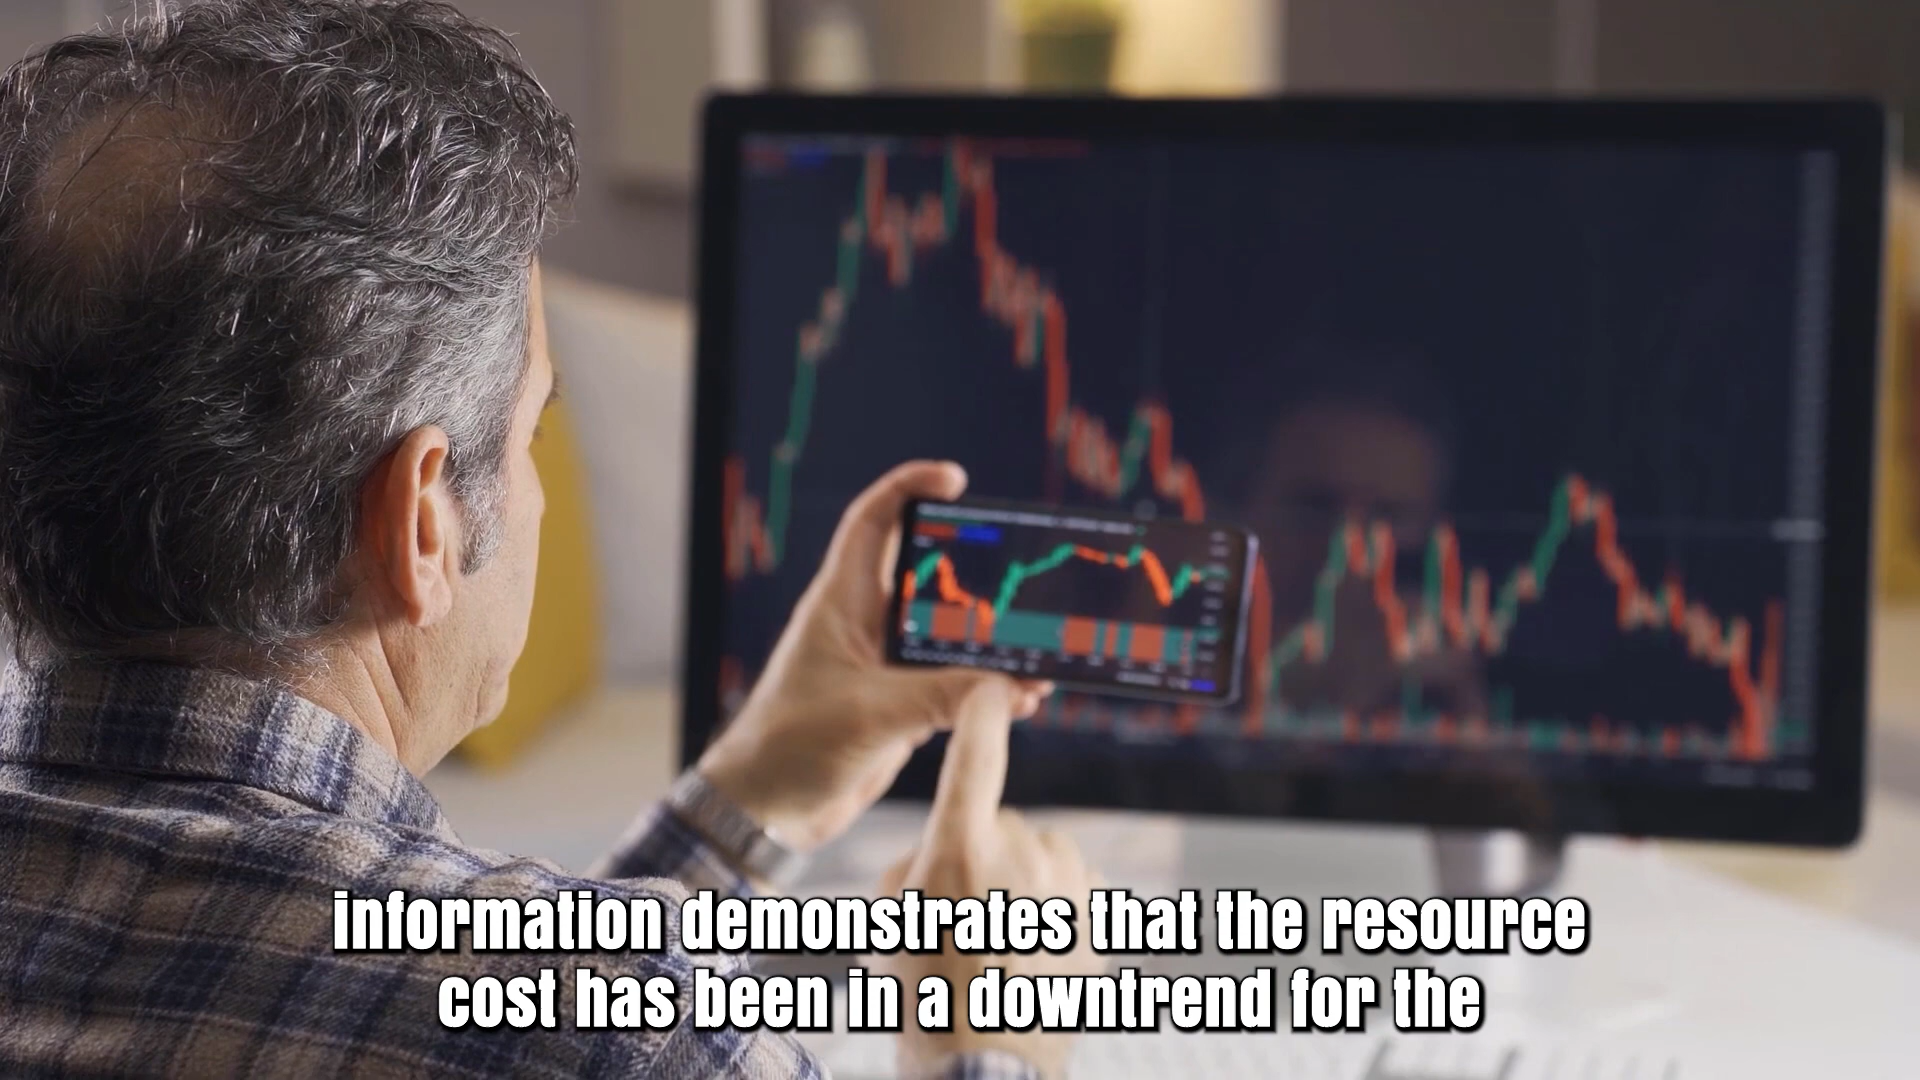 information demonstrates that the resource
cost has been in a downtrend for the